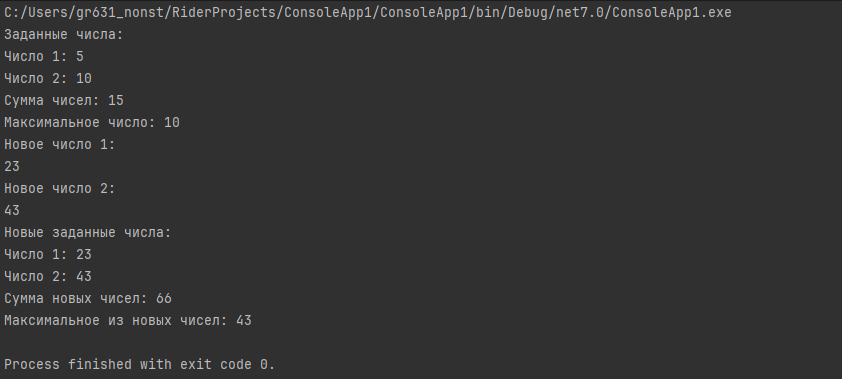 C:/Users/gr631_nonst/RiderProjects/ConsoleApp1/ConsoleApp1/bin/Debug/net7.0/ConsoleApp1.exe
Заданные числа:
Число 1: 5
Число 2: 10
Сумма чисел: 15
Максимальное число: 10
Новое число 1:
23
Новое число 2:
43
Новые заданные числа:
Число 1: 23
Число 2: 43
Сумма новых чисел: 66
Максимальное из новых чисел: 43
Process finished with exit code 0.